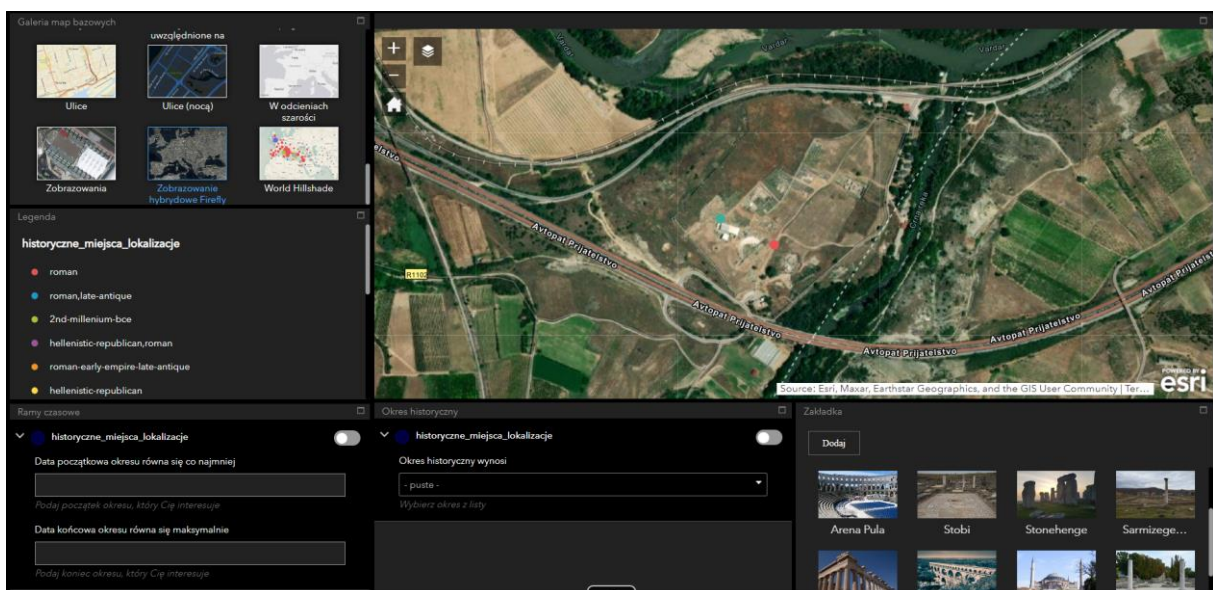 Galeria map bazowych
uwzględnione na
Ulice
Ulice (nocą)
W odcieniach
szarości
Zobrazowania
Zobrazowanie
hybrydowe Firefly
World Hillshade
Legenda
historyczne_miejsca_lokalizacje
roman
roman,late-antique
2nd-millenium-bce
hellenistic-republican,roman
roman-early-empire-late-antique
hellenistic-republican
Vardar
Vardar
Vardar
elstvo
Crna reka
Avtopat Prijatelstvo
R1102
Avtopat Prijatelstvo
Avtopat Prijatelstvo
Avtopat Prijatelstvo
Avtopat Prijatelst
Source: Esri, Maxar, Earthstar Geographics, and the GIS User Community | Ter...
POWERED BY
esri
Ramy czasowe
historyczne_miejsca_lokalizacje
Data początkowa okresu równa się co najmniej
Podaj początek okresu, który Cię interesuje
Data końcowa okresu równa się maksymalnie
Podaj koniec okresu, który Cię interesuje
Okres historyczny
historyczne_miejsca_lokalizacje
Okres historyczny wynosi
- puste -
Wybierz okres z listy
Zakładka
Dodaj
Arena Pula
Stobi
Stonehenge
Sarmizege...